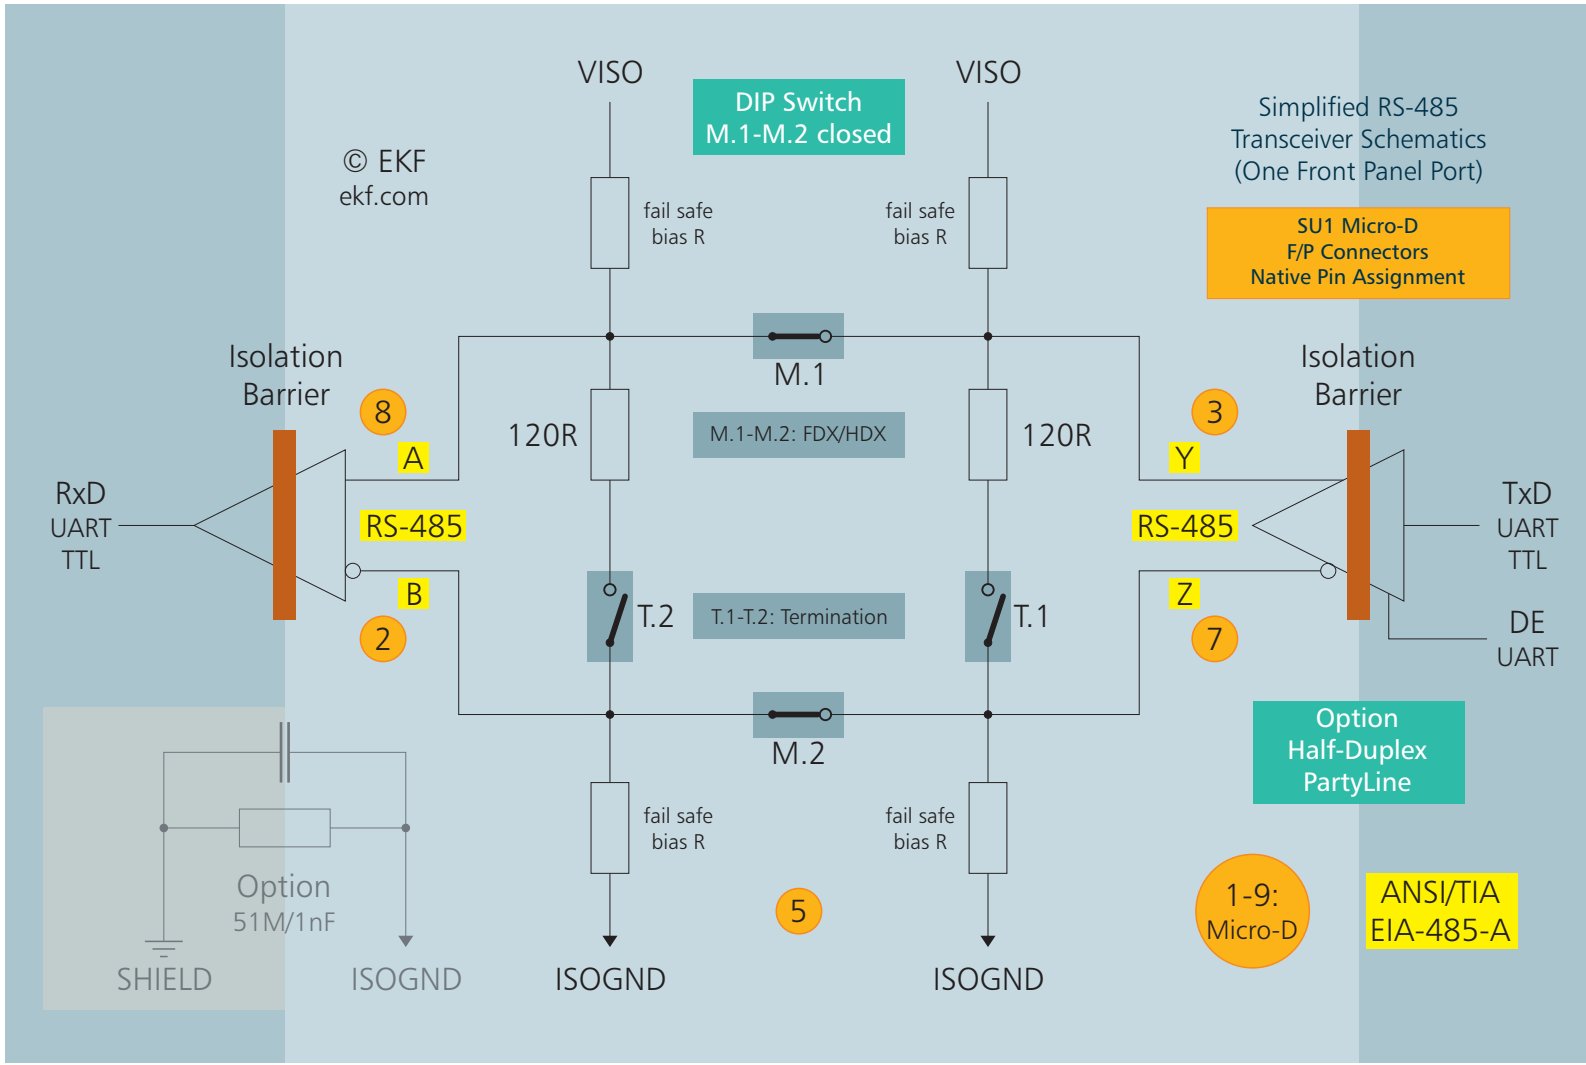 VISO
DIP Switch
M.1-M.2 closed
VISO
Simplified RS-485
Transceiver Schematics
(One Front Panel Port)
© EKF
ekf.com
fail safe
bias R
fail safe
bias R
SU1 Micro-D
F/P Connectors
Native Pin Assignment
Isolation
Barrier
M.1
Isolation
Barrier
8
3
120R
M.1-M.2: FDX/HDX
120R
A
Y
RxD
UART
TTL
RS-485
RS-485
TxD
UART
TTL
B
Z
T.2
T.1-T.2: Termination
T.1
2
7
DE
UART
M.2
Option
Half-Duplex
PartyLine
fail safe
bias R
fail safe
bias R
Option
51M/1nF
5
1-9:
Micro-D
ANSI/TIA
EIA-485-A
SHIELD
ISOGND
ISOGND
ISOGND